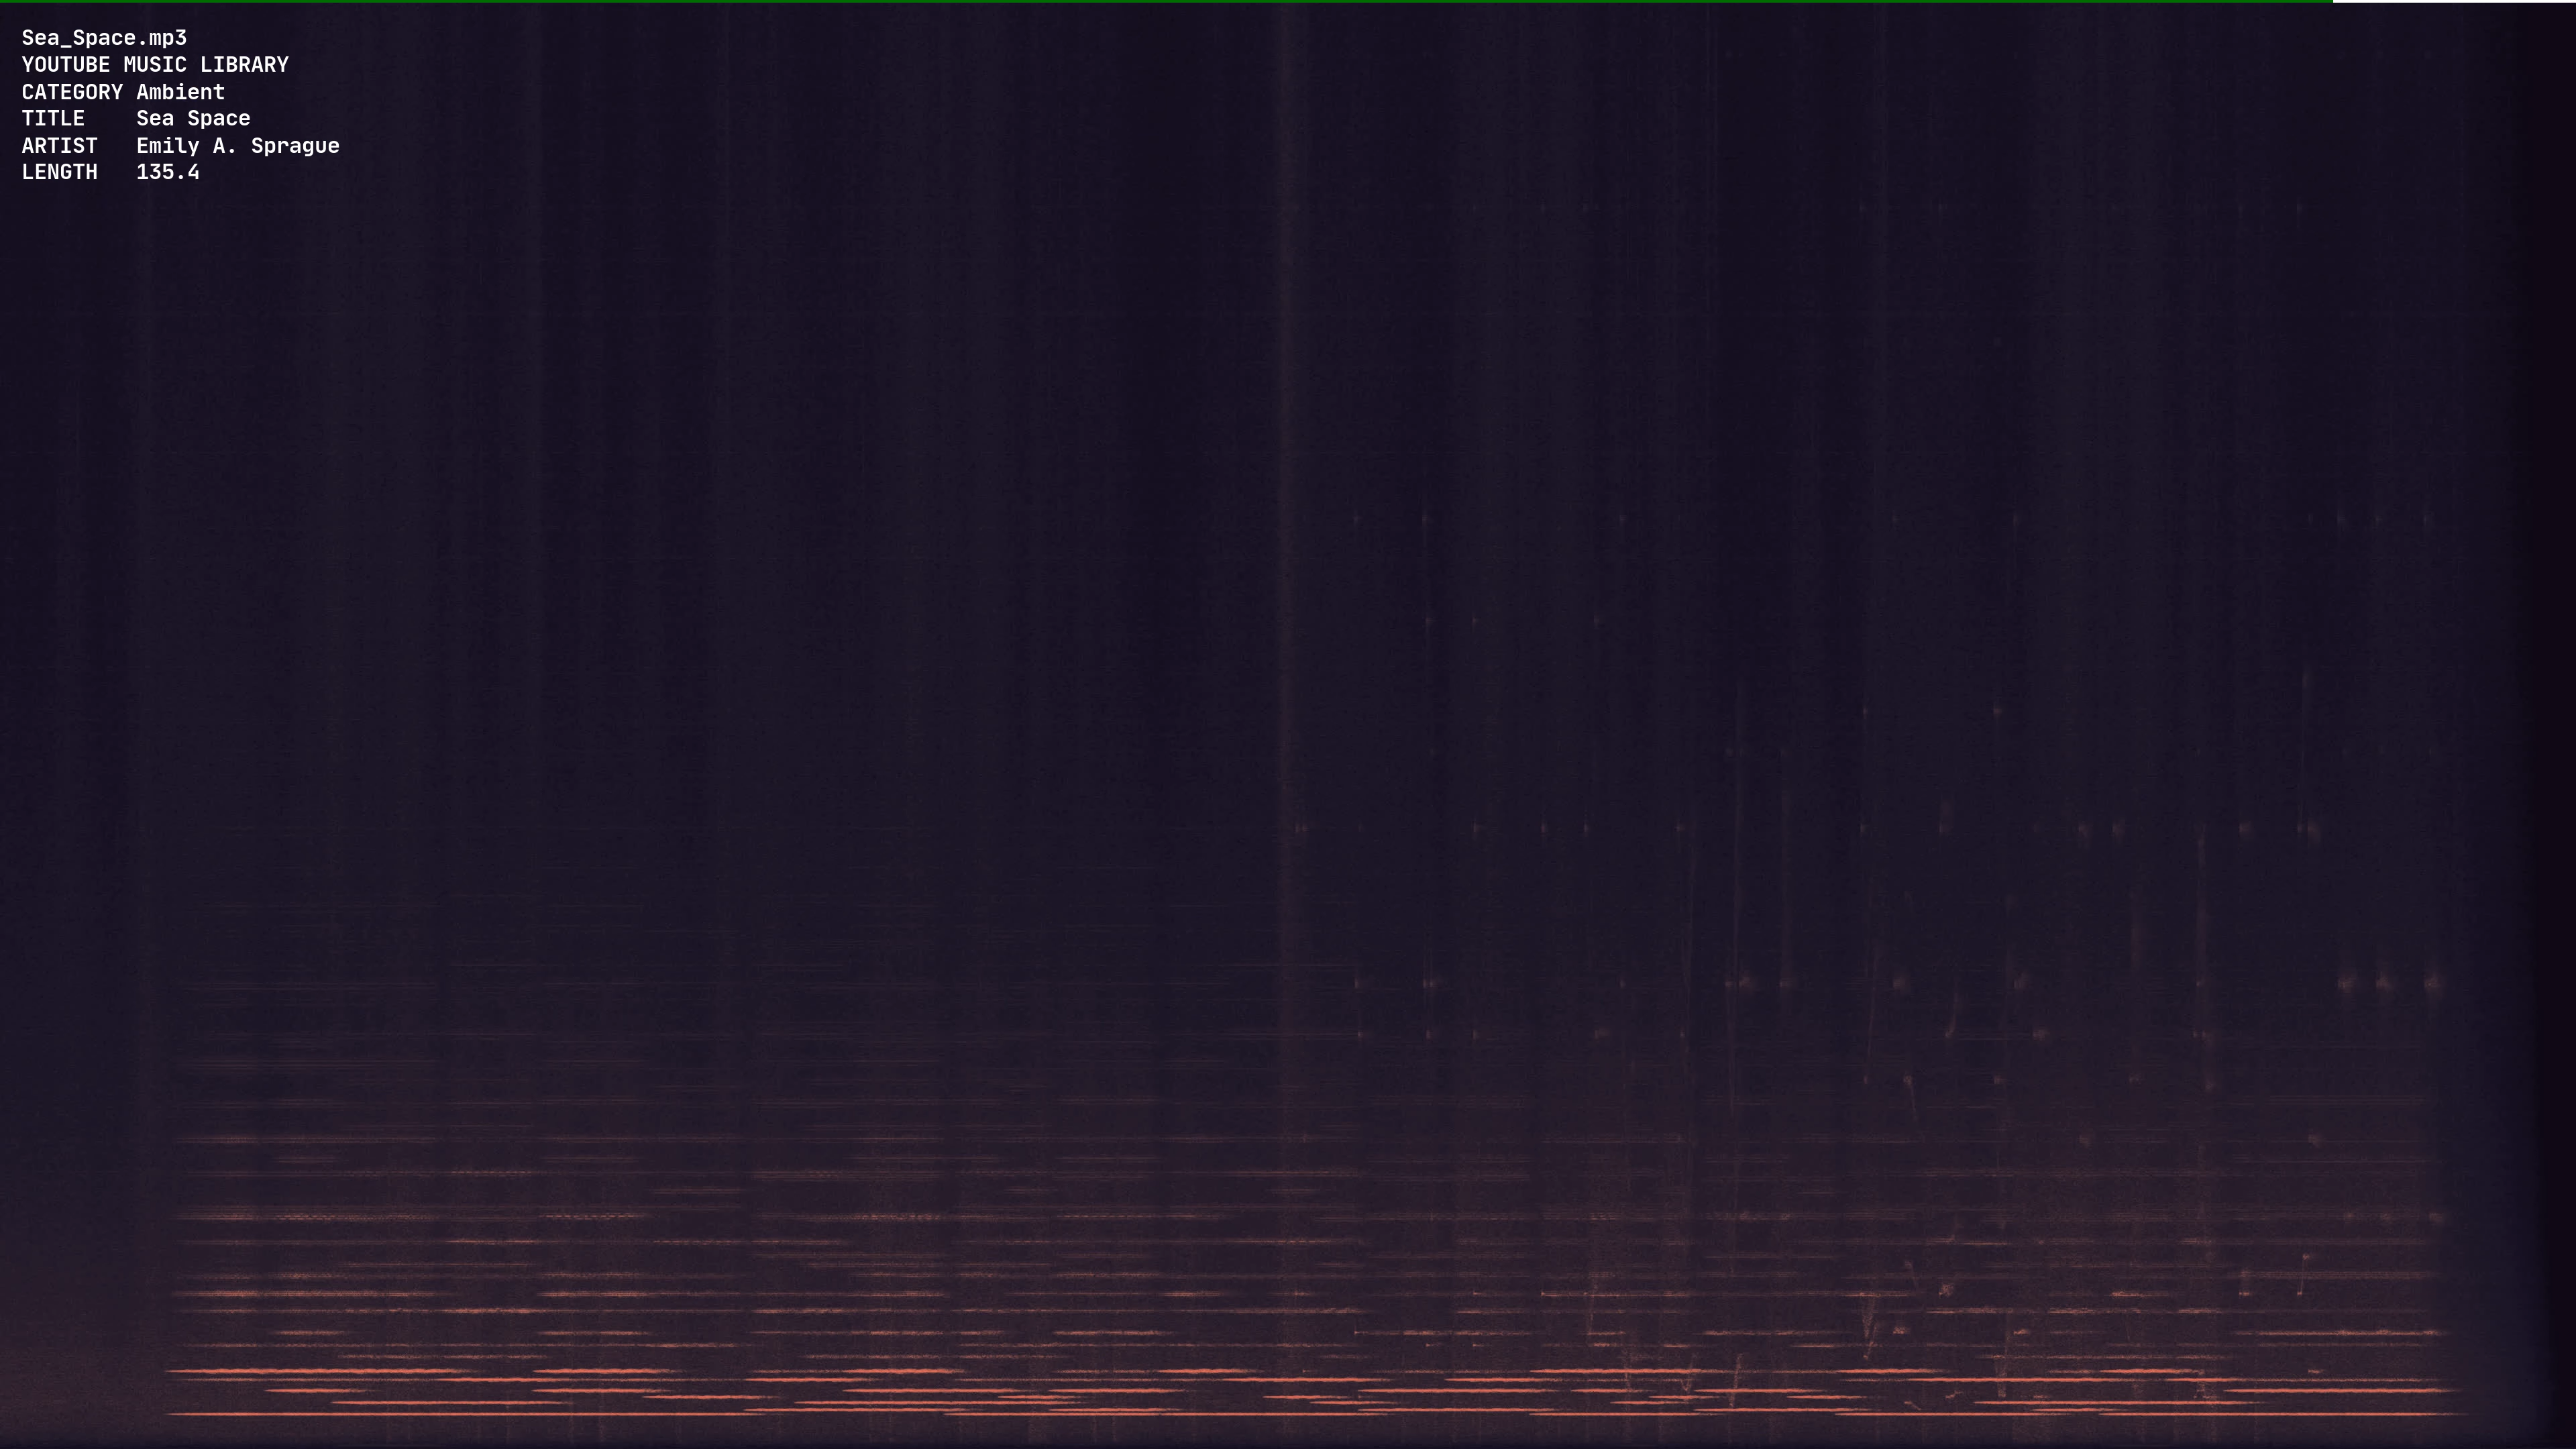 Sea_Space.mp3
YOUTUBE MUSIC LIBRARY
CATEGORY Ambient
TITLE Sea Space
ARTIST Emily A. Sprague
LENGTH 135.4